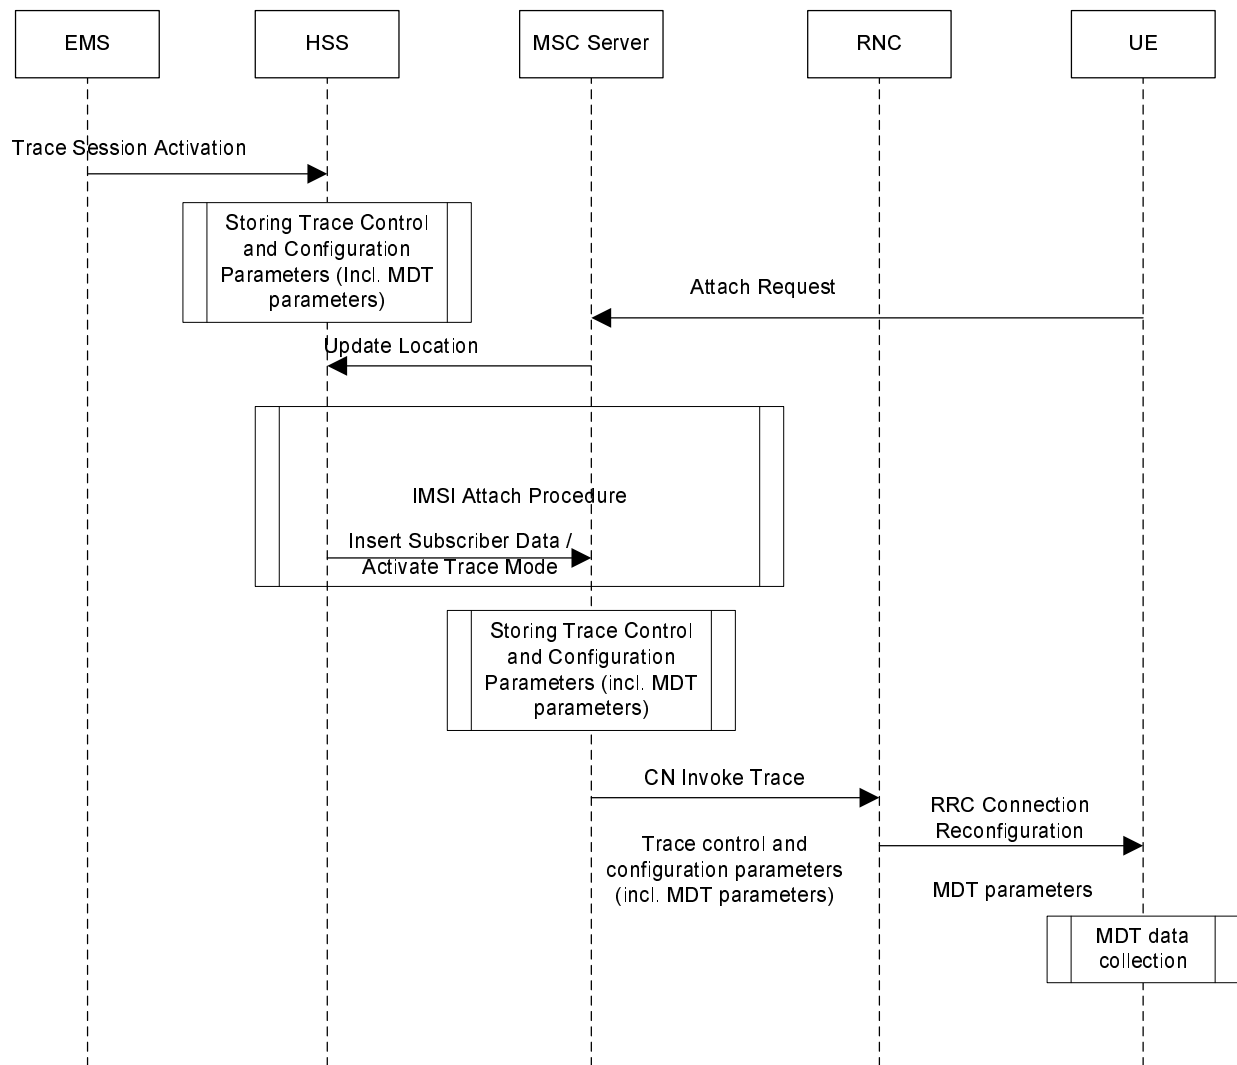 EMS
HSS
MSC Server
RNC
UE
Trace Session Activation
Storing Trace Control
and Configuration
Parameters (Incl. MDT
parameters)
Attach Request
Update Location
IMSI Attach Procedure
Insert Subscriber Data /
Activate Trace Mode
Storing Trace Control
and Configuration
Parameters (incl. MDT
parameters)
CN Invoke Trace
RRC Connection
Reconfiguration
Trace control and
configuration parameters
(incl. MDT parameters)
MDT parameters
MDT data
collection